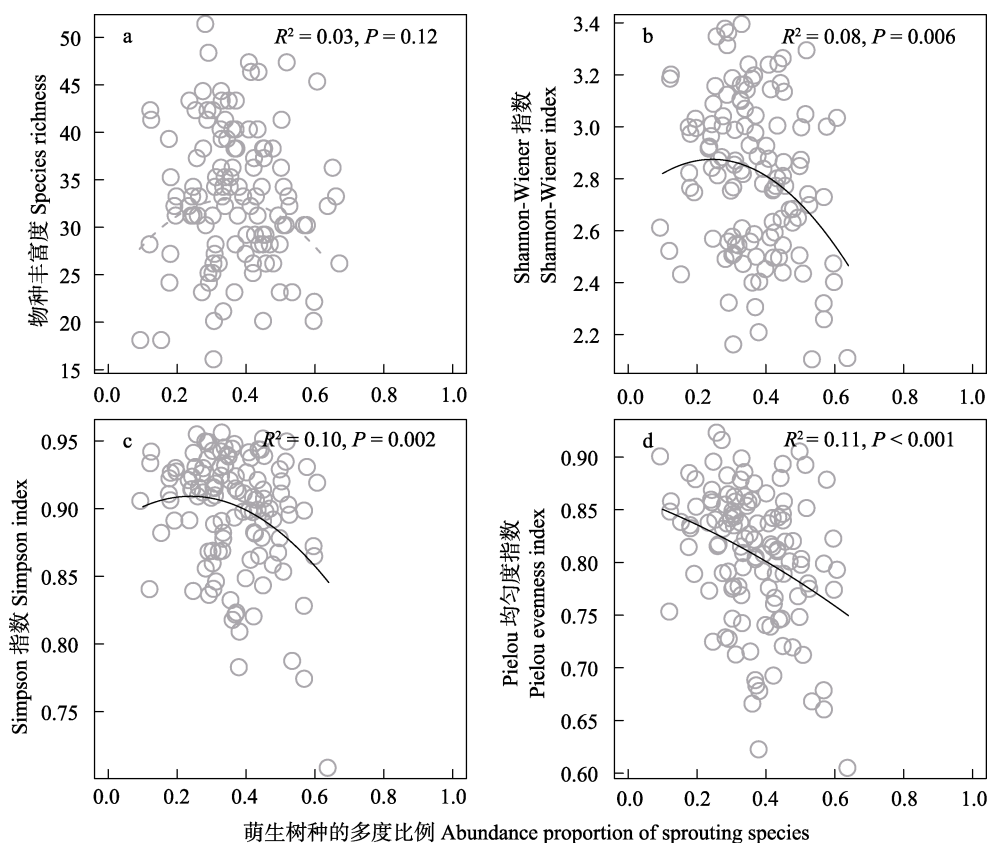 a
R² = 0.03, P = 0.12
50
45
40
35
30
25
20
15
物种丰富度 Species richness
0.0 0.2 0.4 0.6 0.8 1.0
b
R² = 0.08, P = 0.006
3.4
3.2
3.0
2.8
2.6
2.4
2.2
Shannon-Wiener 指数
Shannon-Wiener index
0.0 0.2 0.4 0.6 0.8 1.0
c
R² = 0.10, P = 0.002
0.95
0.90
0.85
0.80
0.75
Simpson 指数 Simpson index
0.0 0.2 0.4 0.6 0.8 1.0
d
R² = 0.11, P < 0.001
0.90
0.85
0.80
0.75
0.70
0.65
0.60
Pielou 均匀度指数
Pielou evenness index
0.0 0.2 0.4 0.6 0.8 1.0
萌生树种的多度比例 Abundance proportion of sprouting species